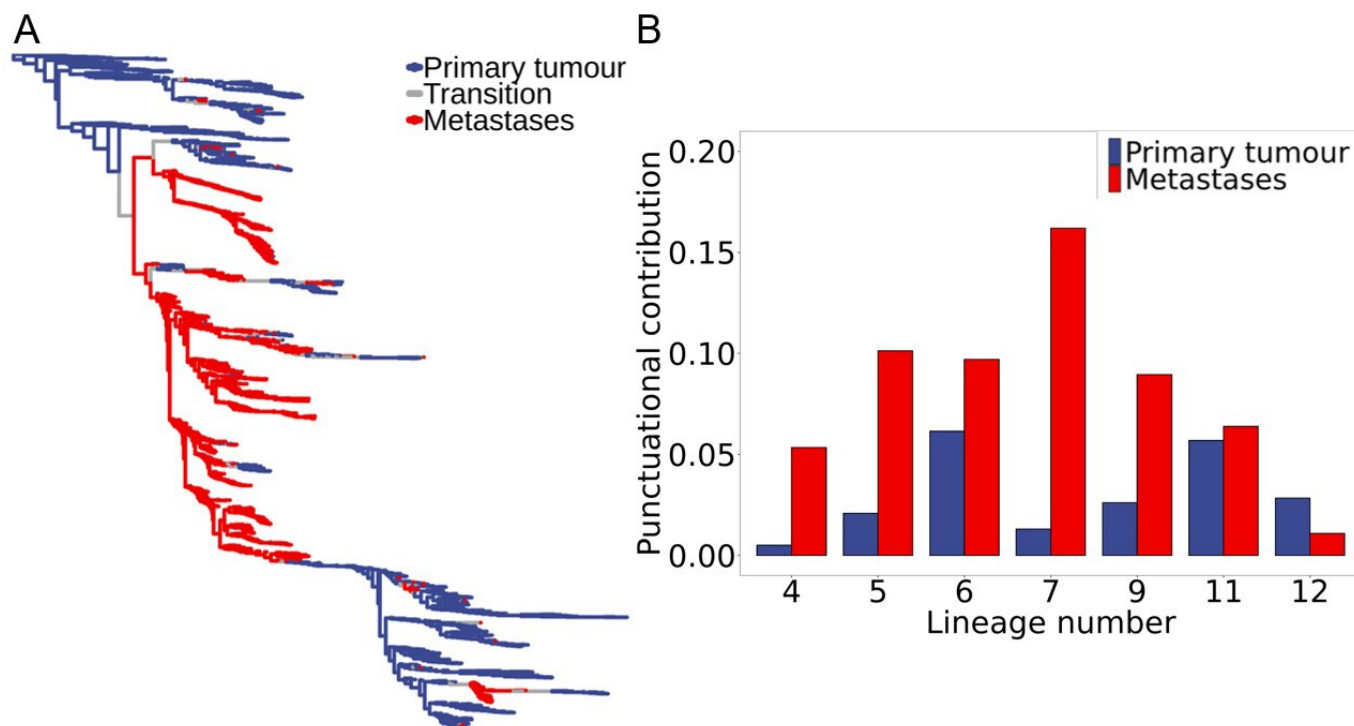 A
Primary tumour
Transition
Metastases
B
Primary tumour
Metastases
Punctuational contribution
0.20
0.15
0.10
0.05
0.00
4 5 6 7 9 11 12
Lineage number